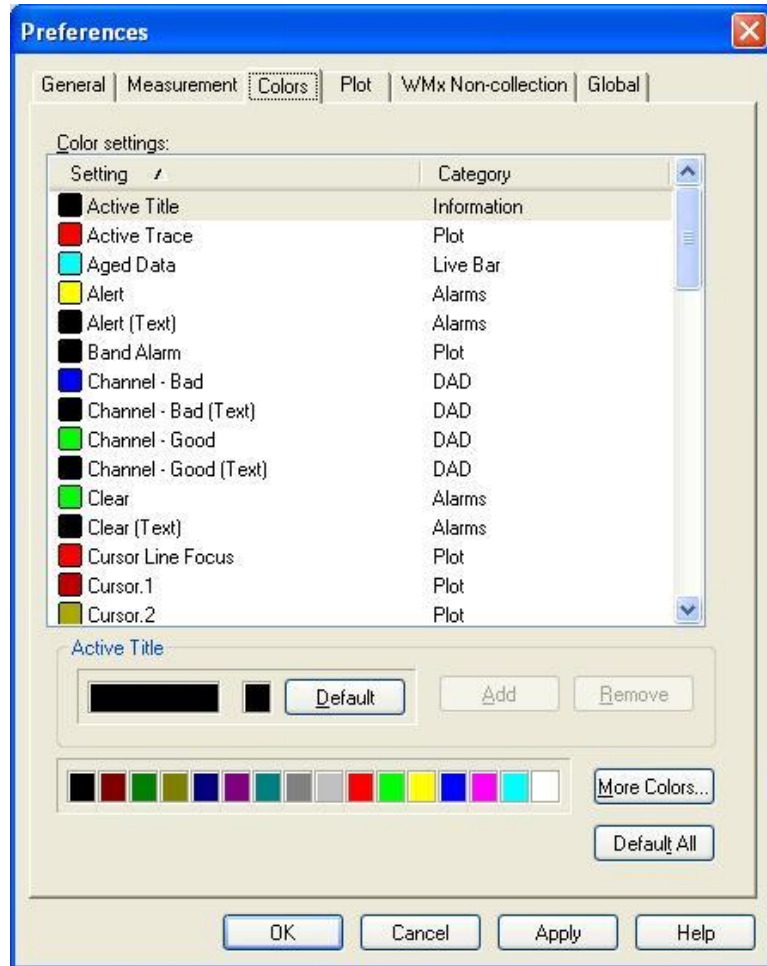 Preferences
General Measurement Colors Plot WMx Non-collection Global
Color settings:
Setting Category
Active Title Information
Active Trace Plot
Aged Data Live Bar
Alert Alarms
Alert (Text) Alarms
Band Alarm Plot
Channel - Bad DAD
Channel - Bad (Text) DAD
Channel - Good DAD
Channel - Good (Text) DAD
Clear Alarms
Clear (Text) Alarms
Cursor Line Focus Plot
Cursor.1 Plot
Cursor.2 Plot
Active Title
Default Add Remove
More Colors...
Default All
OK Cancel Apply Help